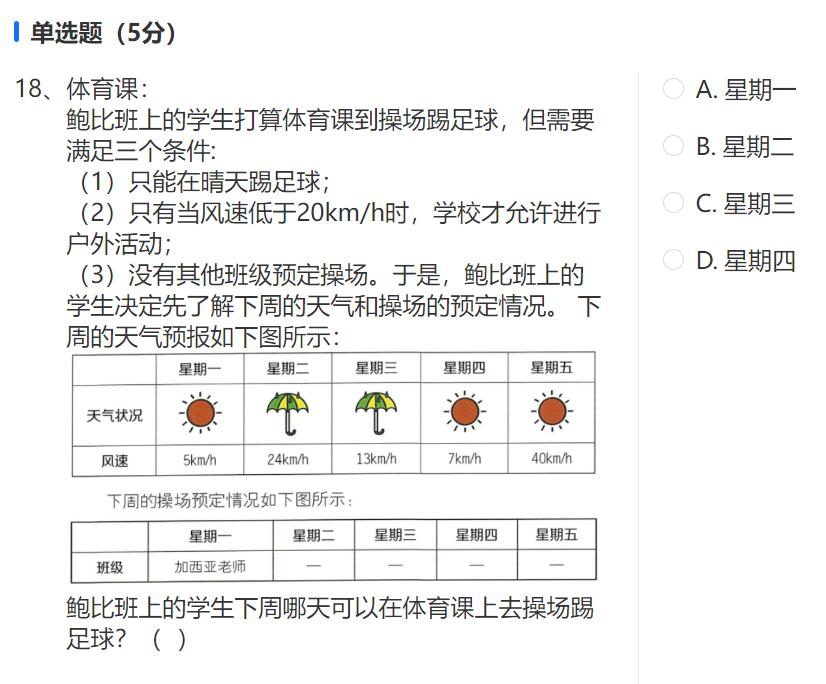 单选题（5分）
18、体育课：
鲍比班上的学生打算体育课到操场踢足球，但需要
满足三个条件:
（1）只能在晴天踢足球；
（2）只有当风速低于20km/h时，学校才允许进行
户外活动；
（3）没有其他班级预定操场。于是，鲍比班上的
学生决定先了解下周的天气和操场的预定情况。 下
周的天气预报如下图所示：
星期一 星期二 星期三 星期四 星期五
天气状况
风速 5km/h 24km/h 13km/h 7km/h 40km/h
下周的操场预定情况如下图所示：
星期一 星期二 星期三 星期四 星期五
班级 加西亚老师 — — — —
鲍比班上的学生下周哪天可以在体育课上去操场踢
足球？（ ）
A. 星期一
B. 星期二
C. 星期三
D. 星期四